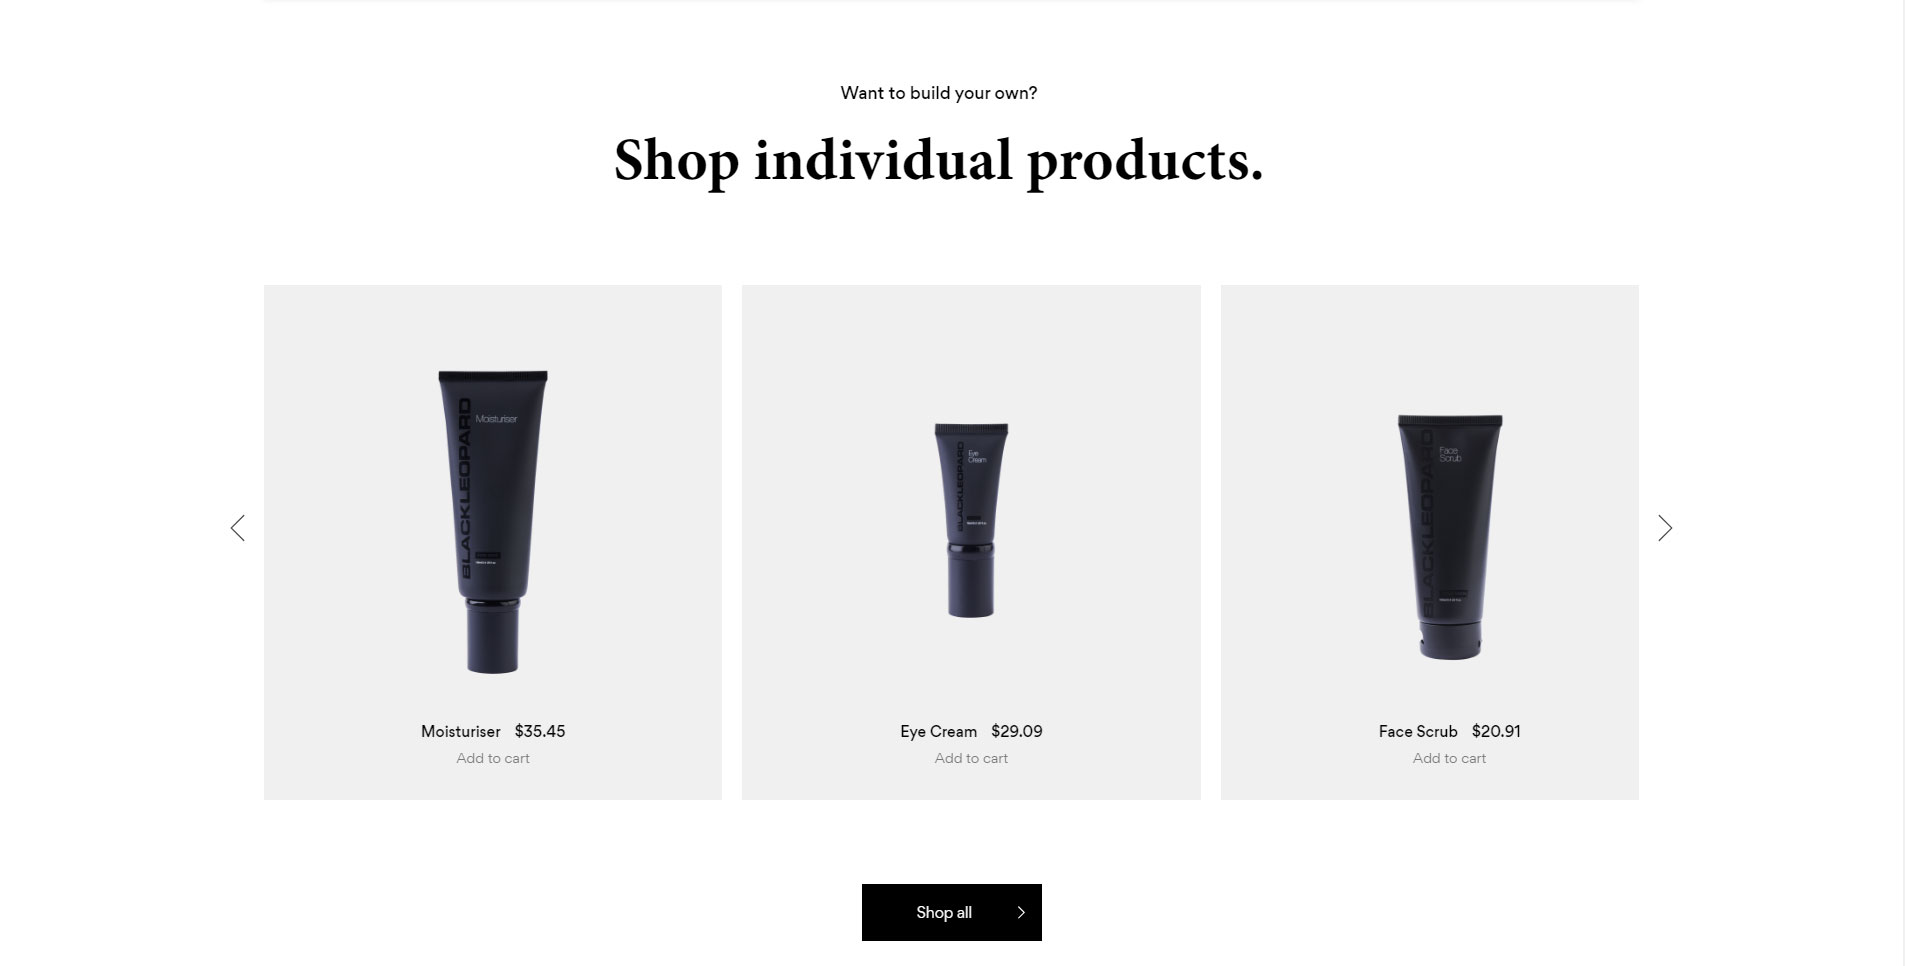 Want to build your own?
Shop individual products.
BLACKLEOPARD
Moisturiser
BLACKLEOPARD
Eye
Cream
BLACKLEOPARD
Face
Scrub
Moisturiser $35.45
Add to cart
Eye Cream $29.09
Add to cart
Face Scrub $20.91
Add to cart
Shop all